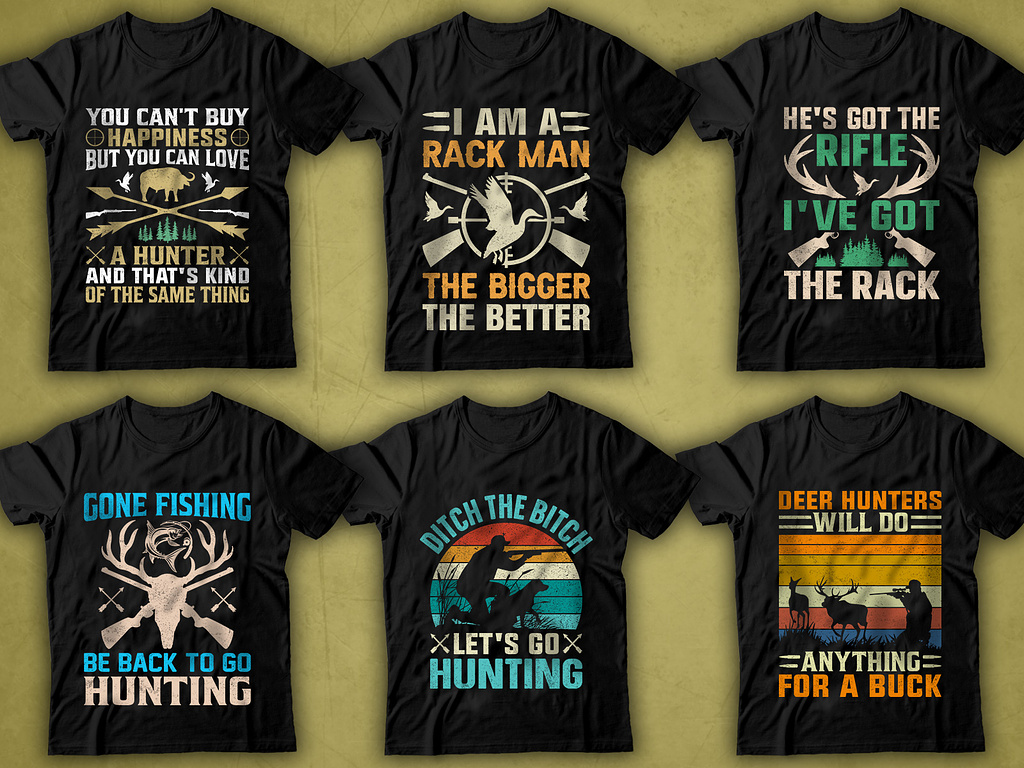 YOU CAN'T BUY
HAPPINESS
BUT YOU CAN LOVE
A HUNTER
AND THAT'S KIND
OF THE SAME THING
I AM A
RACK MAN
THE BIGGER
THE BETTER
HE'S GOT THE
RIFLE
I'VE GOT
THE RACK
GONE FISHING
BE BACK TO GO
HUNTING
DITCH THE BITCH
LET'S GO
HUNTING
DEER HUNTERS
WILL DO
ANYTHING
FOR A BUCK